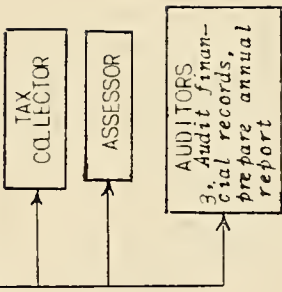 TAX
COLLECTOR
ASSESSOR
AUDITORS
3, Audit finan-
cial records,
prepare annual
report